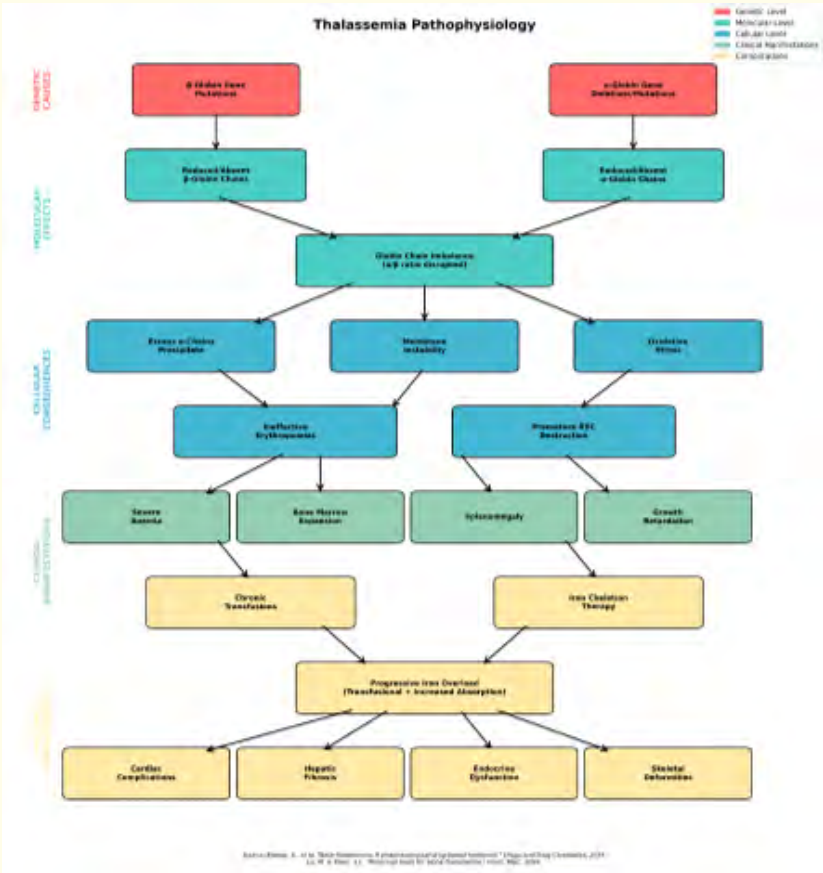 Thalassemia Pathophysiology
Genetic Level
Molecular Level
Cellular Level
Clinical Manifestations
Complications
GENETIC
CAUSES
β-Globin Gene
Mutations
α-Globin Gene
Deletions/Mutations
MOLECULAR
EFFECTS
Reduced/Absent
β-Globin Chains
Reduced/Absent
α-Globin Chains
Globin Chain Imbalance
(α/β ratio disrupted)
CELLULAR
CONSEQUENCES
Excess α-Chains
Precipitate
Membrane
Instability
Oxidative
Stress
Ineffective
Erythropoiesis
Premature RBC
Destruction
CLINICAL
MANIFESTATIONS
Severe
Anemia
Bone Marrow
Expansion
Splenomegaly
Growth
Retardation
Chronic
Transfusions
Iron Chelation
Therapy
Progressive Iron Overload
(Transfusional + Increased Absorption)
Cardiac
Complications
Hepatic
Fibrosis
Endocrine
Dysfunction
Skeletal
Deformities